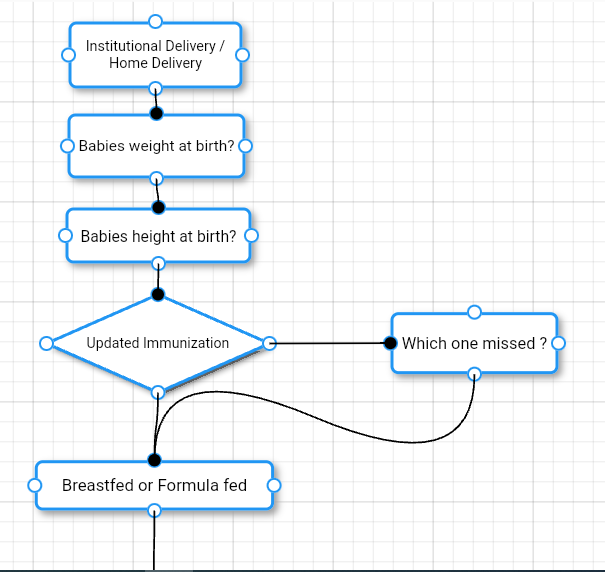 Institutional Delivery /
Home Delivery
Babies weight at birth?
Babies height at birth?
Updated Immunization
Which one missed ?
Breastfed or Formula fed